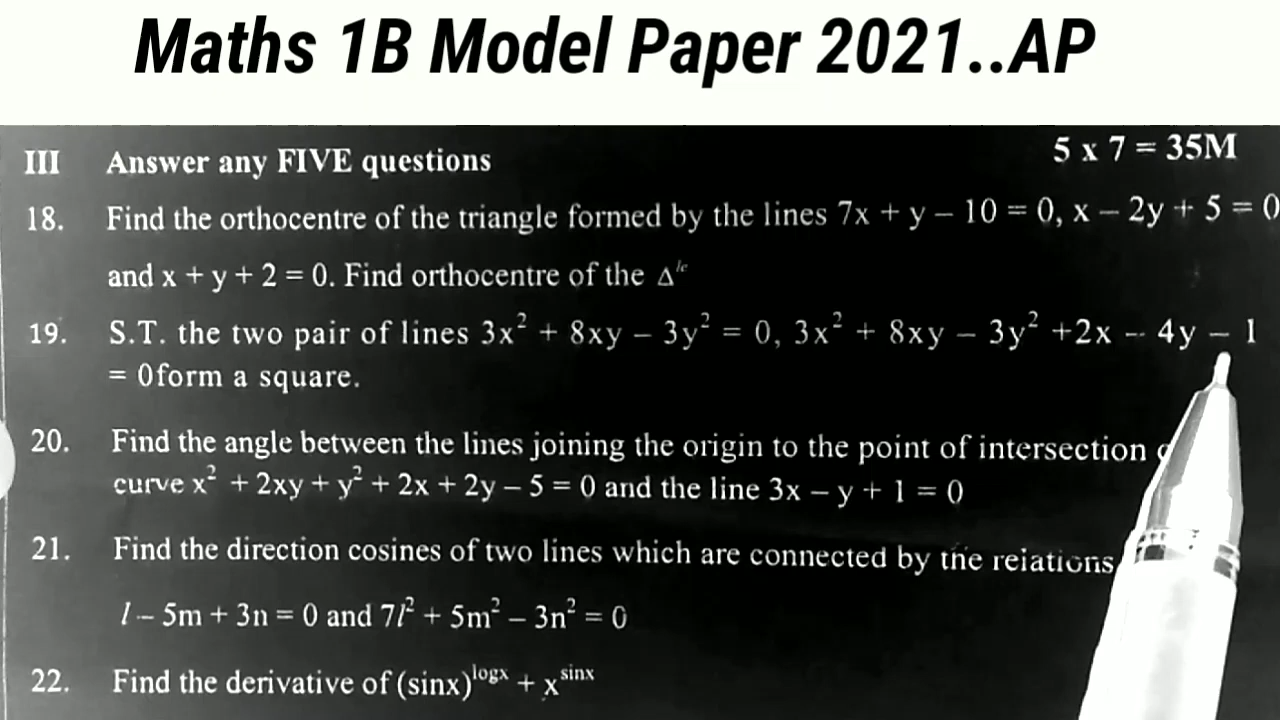 Maths 1B Model Paper 2021..AP
III Answer any FIVE questions 5 x 7 = 35M
18. Find the orthocentre of the triangle formed by the lines 7x + y – 10 = 0, x – 2y + 5 = 0
and x + y + 2 = 0. Find orthocentre of the Δˡᵉ
19. S.T. the two pair of lines 3x² + 8xy – 3y² = 0, 3x² + 8xy – 3y² +2x – 4y – 1
= 0form a square.
20. Find the angle between the lines joining the origin to the point of intersection
curve x² + 2xy + y² + 2x + 2y – 5 = 0 and the line 3x – y + 1 = 0
21. Find the direction cosines of two lines which are connected by the relations
l – 5m + 3n = 0 and 7l² + 5m² – 3n² = 0
22. Find the derivative of (sinx)^logx + x^sinx